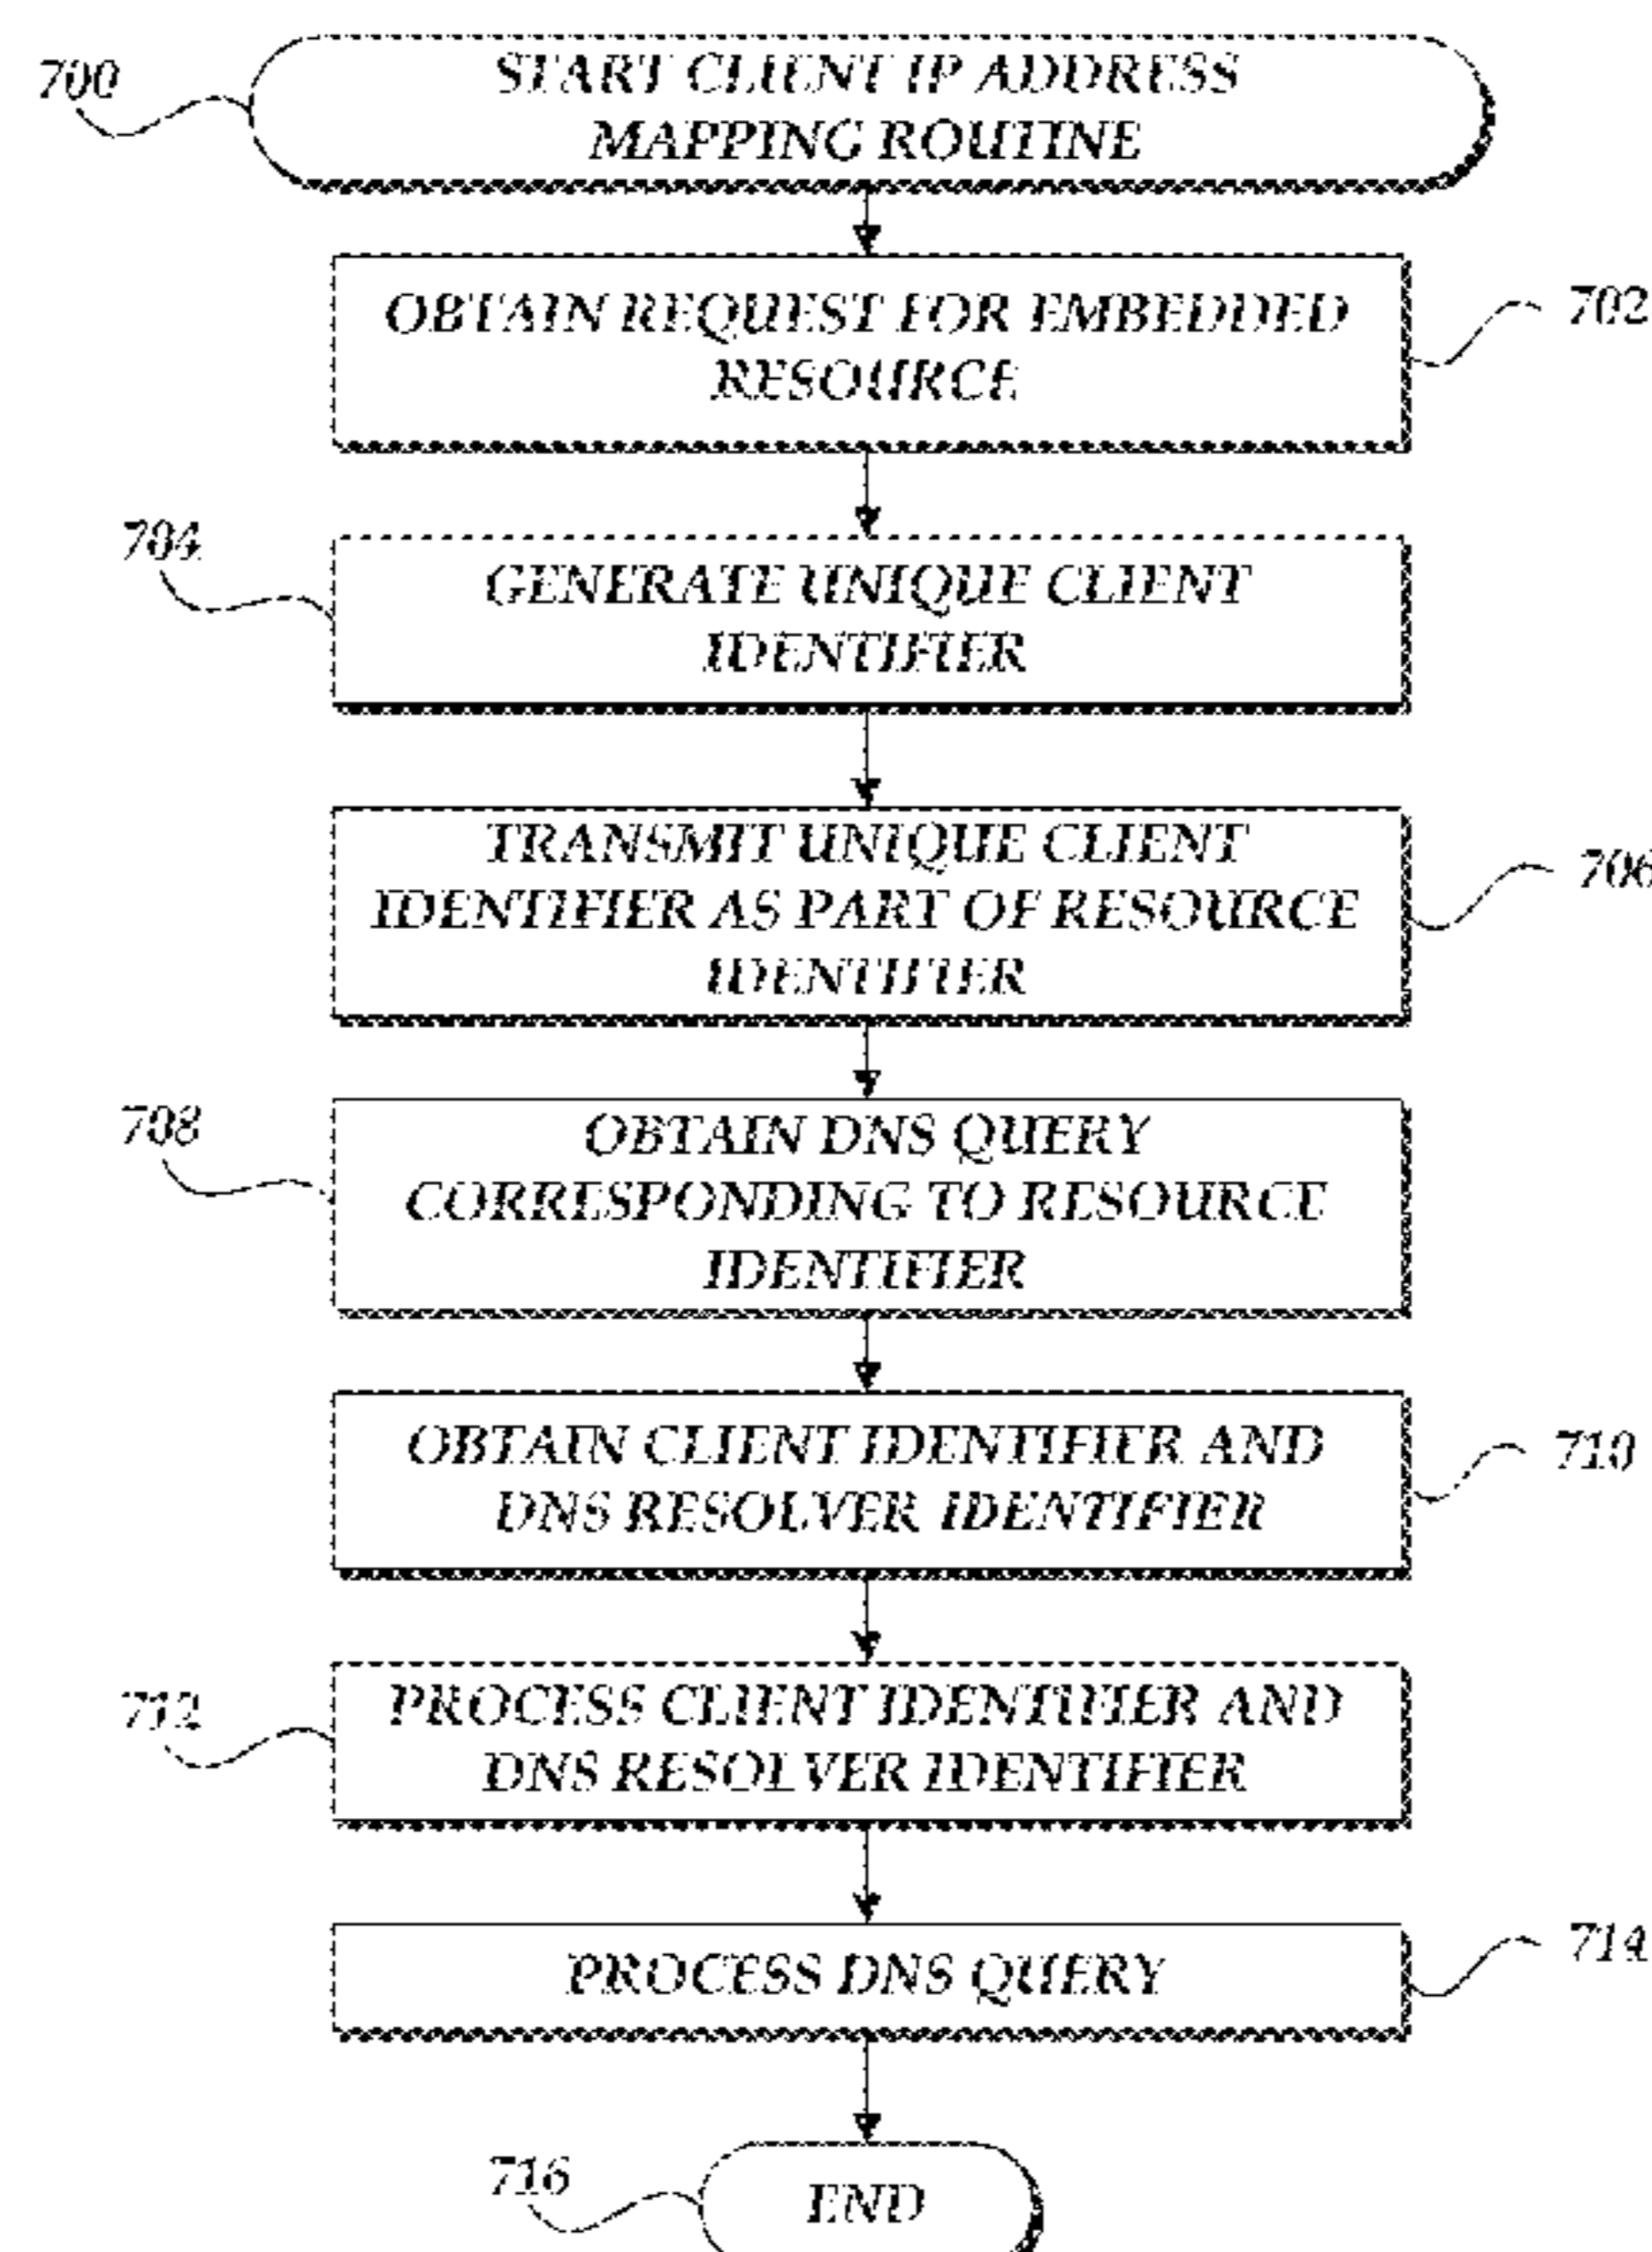 700
START CLIENT IP ADDRESS
MAPPING ROUTINE
OBTAIN REQUEST FOR EMBEDDED
RESOURCE
702
704
GENERATE UNIQUE CLIENT
IDENTIFIER
TRANSMIT UNIQUE CLIENT
IDENTIFIER AS PART OF RESOURCE
IDENTIFIER
706
708
OBTAIN DNS QUERY
CORRESPONDING TO RESOURCE
IDENTIFIER
OBTAIN CLIENT IDENTIFIER AND
DNS RESOLVER IDENTIFIER
710
712
PROCESS CLIENT IDENTIFIER AND
DNS RESOLVER IDENTIFIER
PROCESS DNS QUERY
714
716
END